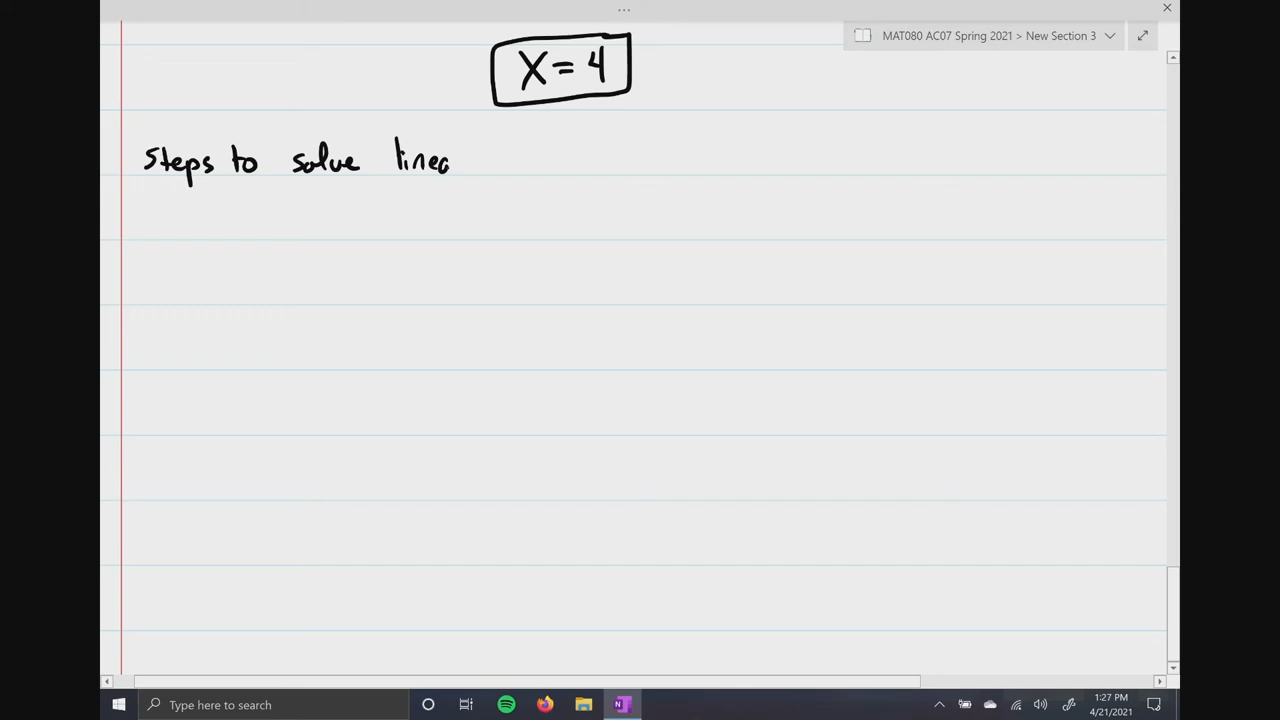 MAT080 AC07 Spring 2021 > New Section 3
X = 4
steps to solve linea
Type here to search
1:27 PM
4/21/2021